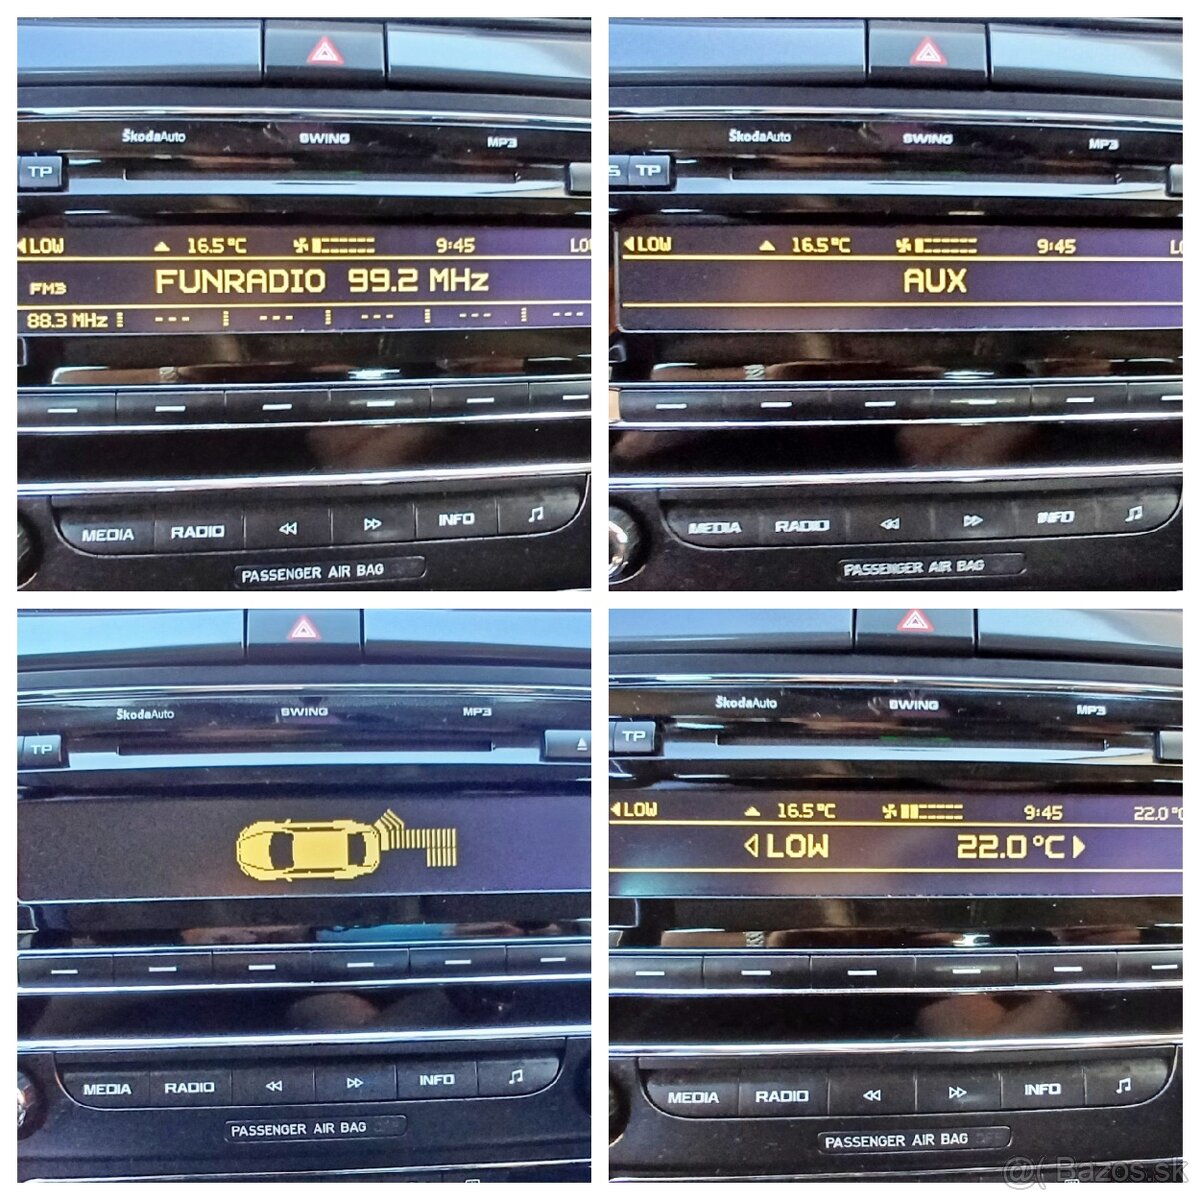 ŠkodaAuto SWING MP3
TP
LOW 16.5°C 9:45 LO
FM3 FUNRADIO 99.2 MHz
88.3 MHz --- --- --- --- ---
MEDIA RADIO INFO
PASSENGER AIR BAG
ŠkodaAuto SWING MP3
TP
LOW 16.5°C 9:45 L
AUX
MEDIA RADIO INFO
PASSENGER AIR BAG
ŠkodaAuto SWING MP3
TP
MEDIA RADIO INFO
PASSENGER AIR BAG
ŠkodaAuto SWING MP3
TP
LOW 16.5°C 9:45 22.0°
LOW 22.0°C
MEDIA RADIO INFO
PASSENGER AIR BAG
Bazos.sk